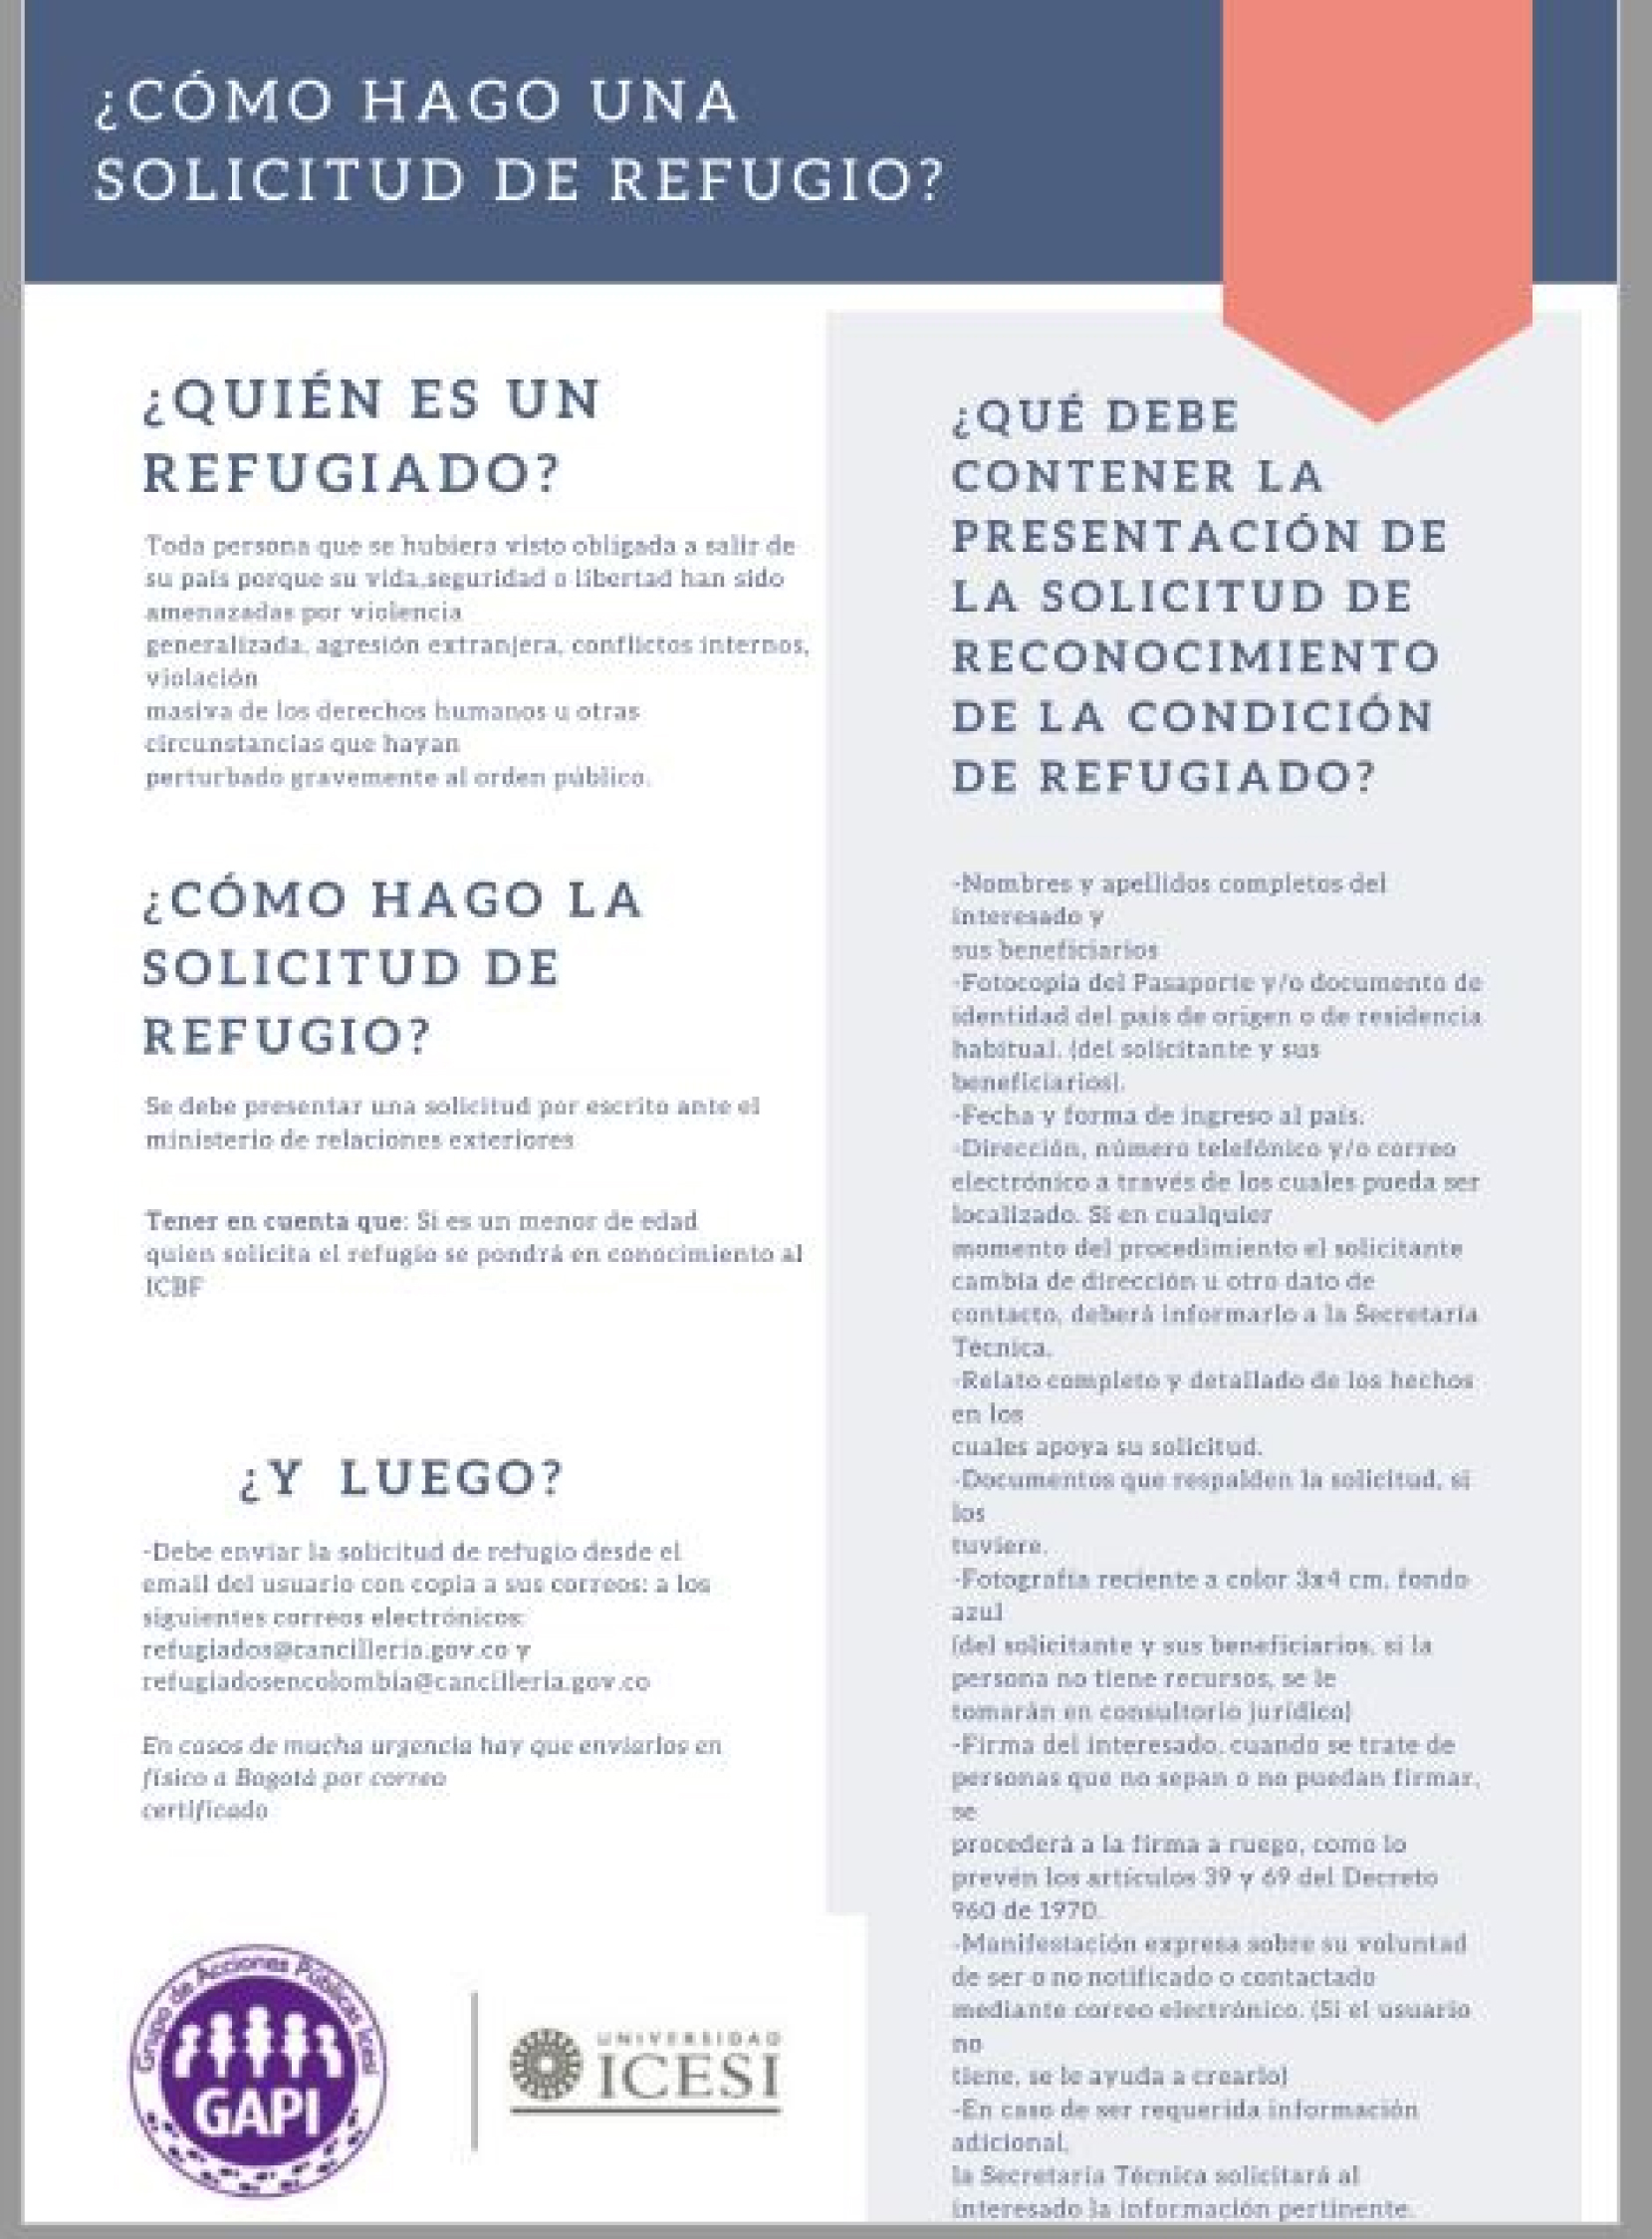 ¿CÓMO HAGO UNA
SOLICITUD DE REFUGIO?
¿QUIÉN ES UN
REFUGIADO?
Toda persona que se hubiera visto obligada a salir de
su país porque su vida,seguridad o libertad han sido
amenazadas por violencia
generalizada, agresión extranjera, conflictos internos,
violación
masiva de los derechos humanos u otras
circunstancias que hayan
perturbado gravemente al orden público.
¿CÓMO HAGO LA
SOLICITUD DE
REFUGIO?
Se debe presentar una solicitud por escrito ante el
ministerio de relaciones exteriores
Tener en cuenta que: Si es un menor de edad
quien solicita el refugio se pondrá en conocimiento al
ICBF
¿Y LUEGO?
-Debe enviar la solicitud de refugio desde el
email del usuario con copia a sus correos: a los
siguientes correos electrónicos:
refugiados@cancilleria.gov.co y
refugiadosencolombia@cancilleria.gov.co
En casos de mucha urgencia hay que enviarlos en
físico a Bogotá por correo
certificado
Grupo de Acciones Públicas Icesi
GAPI
UNIVERSIDAD
ICESI
¿QUÉ DEBE
CONTENER LA
PRESENTACIÓN DE
LA SOLICITUD DE
RECONOCIMIENTO
DE LA CONDICIÓN
DE REFUGIADO?
-Nombres y apellidos completos del
interesado y
sus beneficiarios
-Fotocopia del Pasaporte y/o documento de
identidad del país de origen o de residencia
habitual. (del solicitante y sus
beneficiarios).
-Fecha y forma de ingreso al país.
-Dirección, número telefónico y/o correo
electrónico a través de los cuales pueda ser
localizado. Si en cualquier
momento del procedimiento el solicitante
cambia de dirección u otro dato de
contacto, deberá informarlo a la Secretaría
Técnica.
-Relato completo y detallado de los hechos
en los
cuales apoya su solicitud.
-Documentos que respalden la solicitud, si
los
tuviere.
-Fotografía reciente a color 3x4 cm, fondo
azul
(del solicitante y sus beneficiarios, si la
persona no tiene recursos, se le
tomarán en consultorio jurídico)
-Firma del interesado, cuando se trate de
personas que no sepan o no puedan firmar,
se
procederá a la firma a ruego, como lo
prevén los artículos 39 y 69 del Decreto
960 de 1970.
-Manifestación expresa sobre su voluntad
de ser o no notificado o contactado
mediante correo electrónico. (Si el usuario
no
tiene, se le ayuda a crearlo)
-En caso de ser requerida información
adicional,
la Secretaría Técnica solicitará al
interesado la información pertinente.